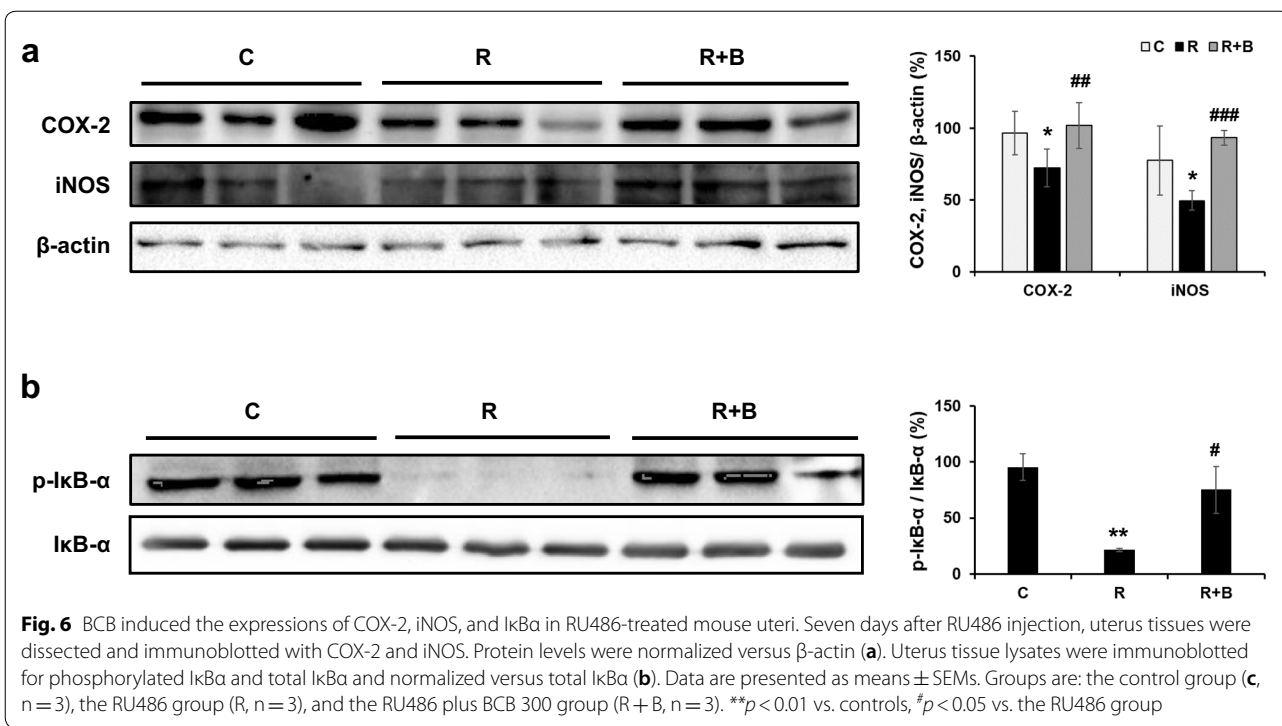 a
C R R+B
COX-2
iNOS
β-actin
COX-2, iNOS/ β-actin (%)
C R R+B
150
100
50
0
* ## * ###
COX-2 iNOS
b
C R R+B
p-IκB-α
IκB-α
p-IκB-α / IκB-α (%)
150
100
50
0
** #
C R R+B
Fig. 6 BCB induced the expressions of COX-2, iNOS, and IκBα in RU486-treated mouse uteri. Seven days after RU486 injection, uterus tissues were
dissected and immunoblotted with COX-2 and iNOS. Protein levels were normalized versus β-actin (a). Uterus tissue lysates were immunoblotted
for phosphorylated IκBα and total IκBα and normalized versus total IκBα (b). Data are presented as means ± SEMs. Groups are: the control group (c,
n = 3), the RU486 group (R, n = 3), and the RU486 plus BCB 300 group (R + B, n = 3). **p < 0.01 vs. controls, #p < 0.05 vs. the RU486 group